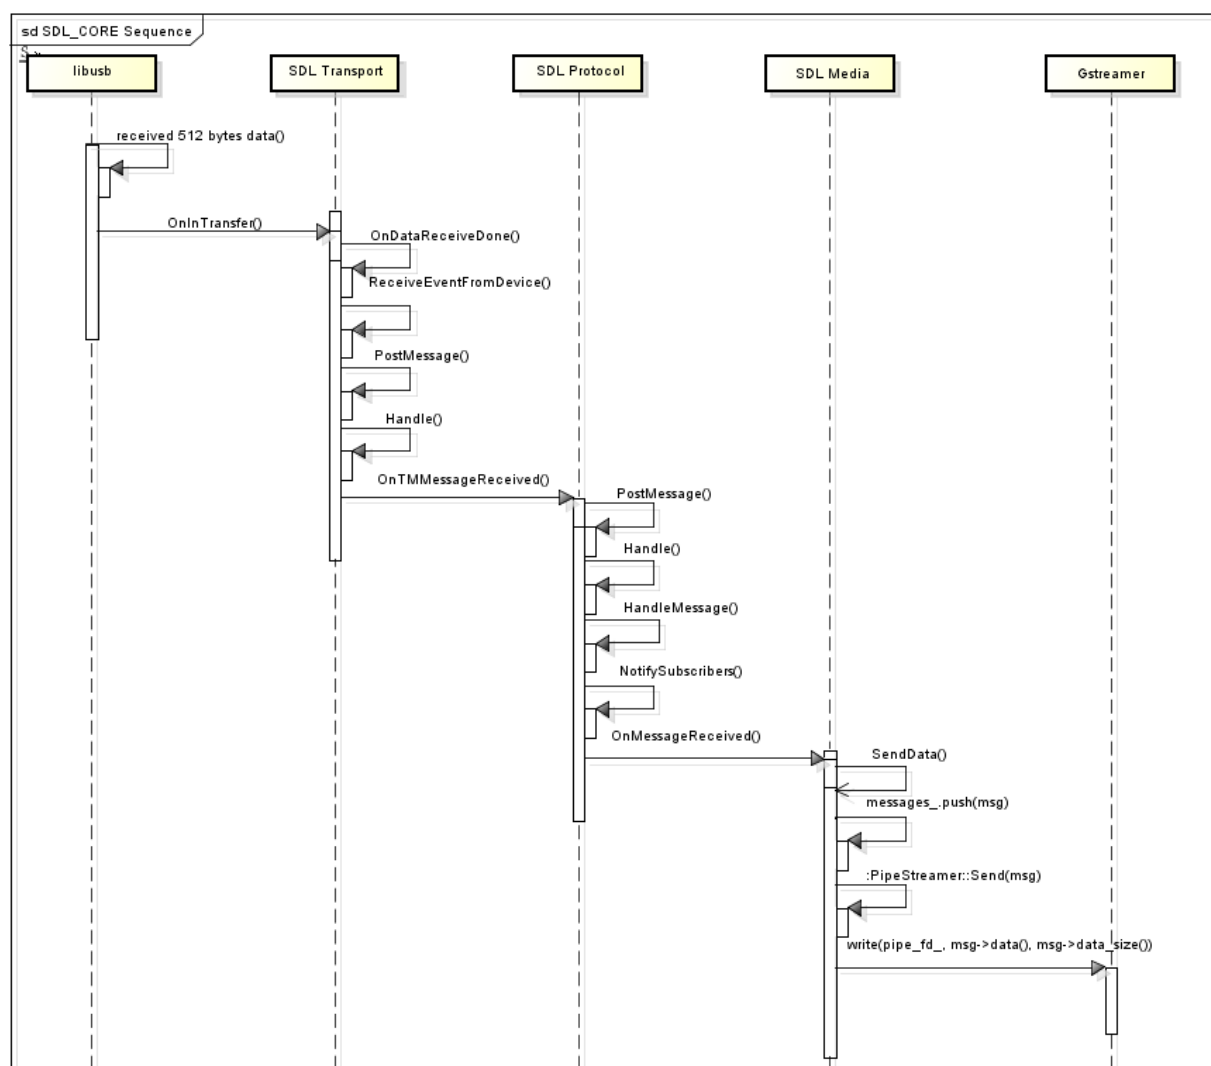 sd SDL_CORE Sequence
libusb
SDL Transport
SDL Protocol
SDL Media
Gstreamer
received 512 bytes data()
OnInTransfer()
OnDataReceiveDone()
ReceiveEventFromDevice()
PostMessage()
Handle()
OnTMMessageReceived()
PostMessage()
Handle()
HandleMessage()
NotifySubscribers()
OnMessageReceived()
SendData()
messages_.push(msg)
:PipeStreamer::Send(msg)
write(pipe_fd_, msg->data(), msg->data_size())